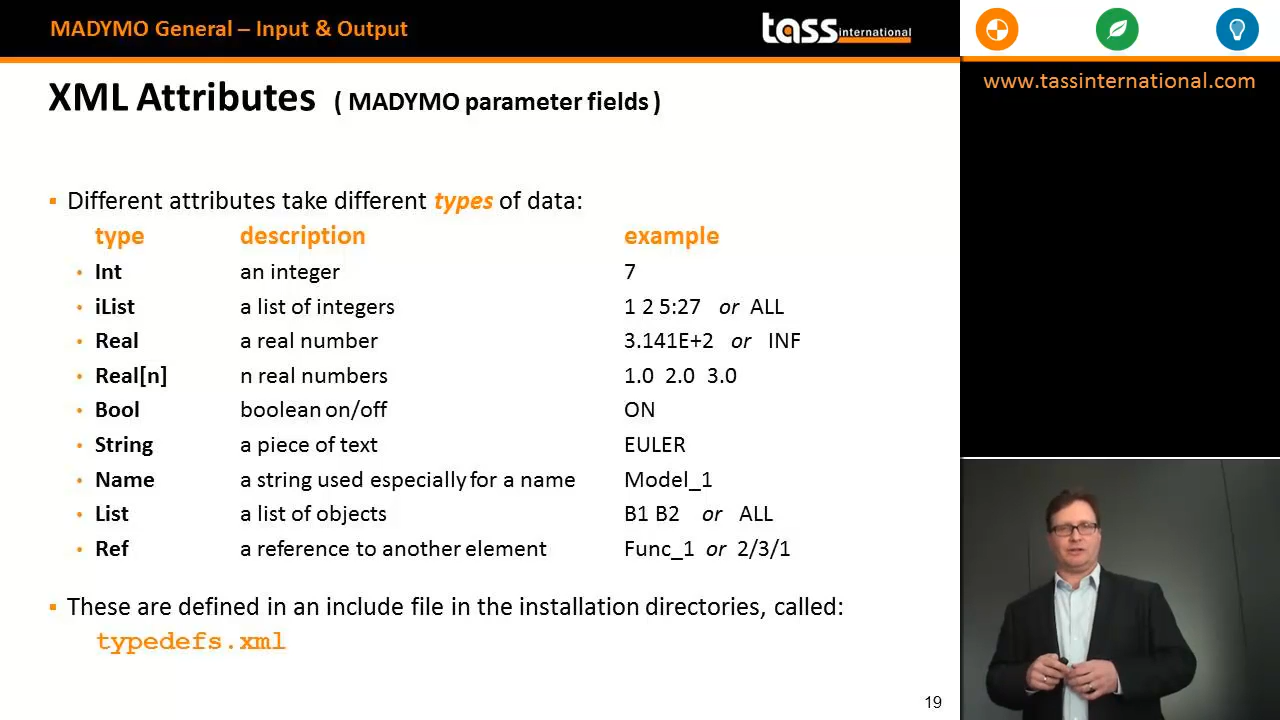 MADYMO General – Input & Output
tass international
www.tassinternational.com
XML Attributes ( MADYMO parameter fields )
▪ Different attributes take different types of data:
type description example
• Int an integer 7
• iList a list of integers 1 2 5:27 or ALL
• Real a real number 3.141E+2 or INF
• Real[n] n real numbers 1.0 2.0 3.0
• Bool boolean on/off ON
• String a piece of text EULER
• Name a string used especially for a name Model_1
• List a list of objects B1 B2 or ALL
• Ref a reference to another element Func_1 or 2/3/1
▪ These are defined in an include file in the installation directories, called:
typedefs.xml
19